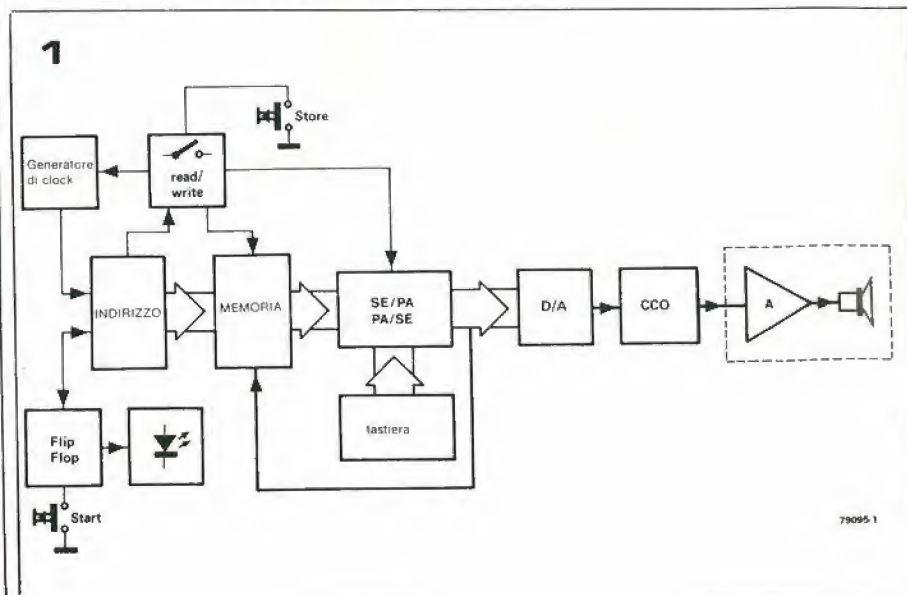 1
Store
Generatore
di clock
read/
write
INDIRIZZO
MEMORIA
SE/PA
PA/SE
D/A
CCO
A
tastiera
Flip
Flop
Start
79095-1